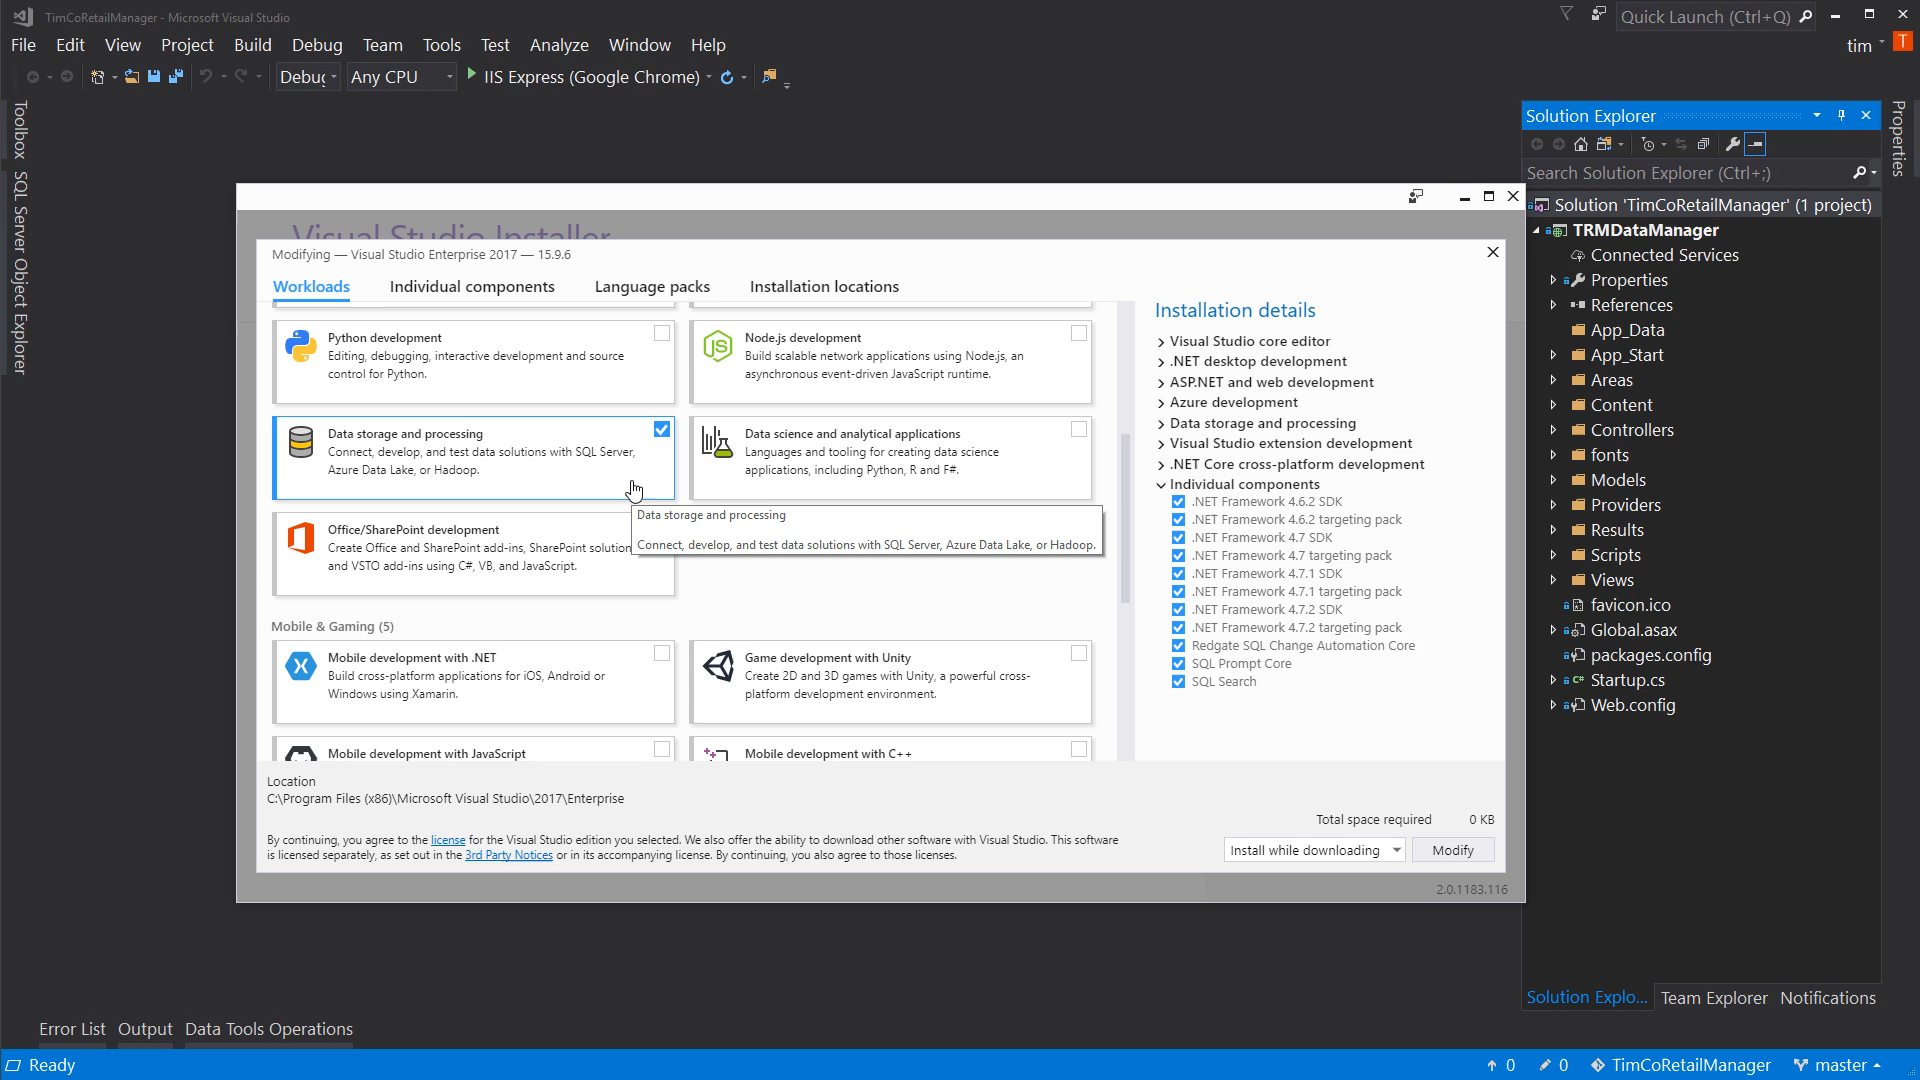 TimCoRetailManager - Microsoft Visual Studio
Quick Launch (Ctrl+Q)
File Edit View Project Build Debug Team Tools Test Analyze Window Help
tim T
Any CPU IIS Express (Google Chrome)
Toolbox
SQL Server Object Explorer
Properties
Modifying — Visual Studio Enterprise 2017 — 15.9.6
Workloads Individual components Language packs Installation locations
Python development
Editing, debugging, interactive development and source
control for Python.
Node.js development
Build scalable network applications using Node.js, an
asynchronous event-driven JavaScript runtime.
Data storage and processing
Connect, develop, and test data solutions with SQL Server,
Azure Data Lake, or Hadoop.
Data science and analytical applications
Languages and tooling for creating data science
applications, including Python, R and F#.
Data storage and processing
Connect, develop, and test data solutions with SQL Server, Azure Data Lake, or Hadoop.
Office/SharePoint development
Create Office and SharePoint add-ins, SharePoint solution
and VSTO add-ins using C#, VB, and JavaScript.
Mobile & Gaming (5)
Mobile development with .NET
Build cross-platform applications for iOS, Android or
Windows using Xamarin.
Game development with Unity
Create 2D and 3D games with Unity, a powerful cross-
platform development environment.
Mobile development with JavaScript
Mobile development with C++
Installation details
Visual Studio core editor
.NET desktop development
ASP.NET and web development
Azure development
Data storage and processing
Visual Studio extension development
.NET Core cross-platform development
Individual components
.NET Framework 4.6.2 SDK
.NET Framework 4.6.2 targeting pack
.NET Framework 4.7 SDK
.NET Framework 4.7 targeting pack
.NET Framework 4.7.1 SDK
.NET Framework 4.7.1 targeting pack
.NET Framework 4.7.2 SDK
.NET Framework 4.7.2 targeting pack
Redgate SQL Change Automation Core
SQL Prompt Core
SQL Search
Location
C:\Program Files (x86)\Microsoft Visual Studio\2017\Enterprise
Total space required 0 KB
By continuing, you agree to the license for the Visual Studio edition you selected. We also offer the ability to download other software with Visual Studio. This software
is licensed separately, as set out in the 3rd Party Notices or in its accompanying license. By continuing, you also agree to those licenses.
Install while downloading Modify
2.0.1183.116
Solution Explorer
Search Solution Explorer (Ctrl+;)
Solution 'TimCoRetailManager' (1 project)
TRMDataManager
Connected Services
Properties
References
App_Data
App_Start
Areas
Content
Controllers
fonts
Models
Providers
Results
Scripts
Views
favicon.ico
Global.asax
packages.config
Startup.cs
Web.config
Solution Explo... Team Explorer Notifications
Error List Output Data Tools Operations
Ready
0 0 TimCoRetailManager master